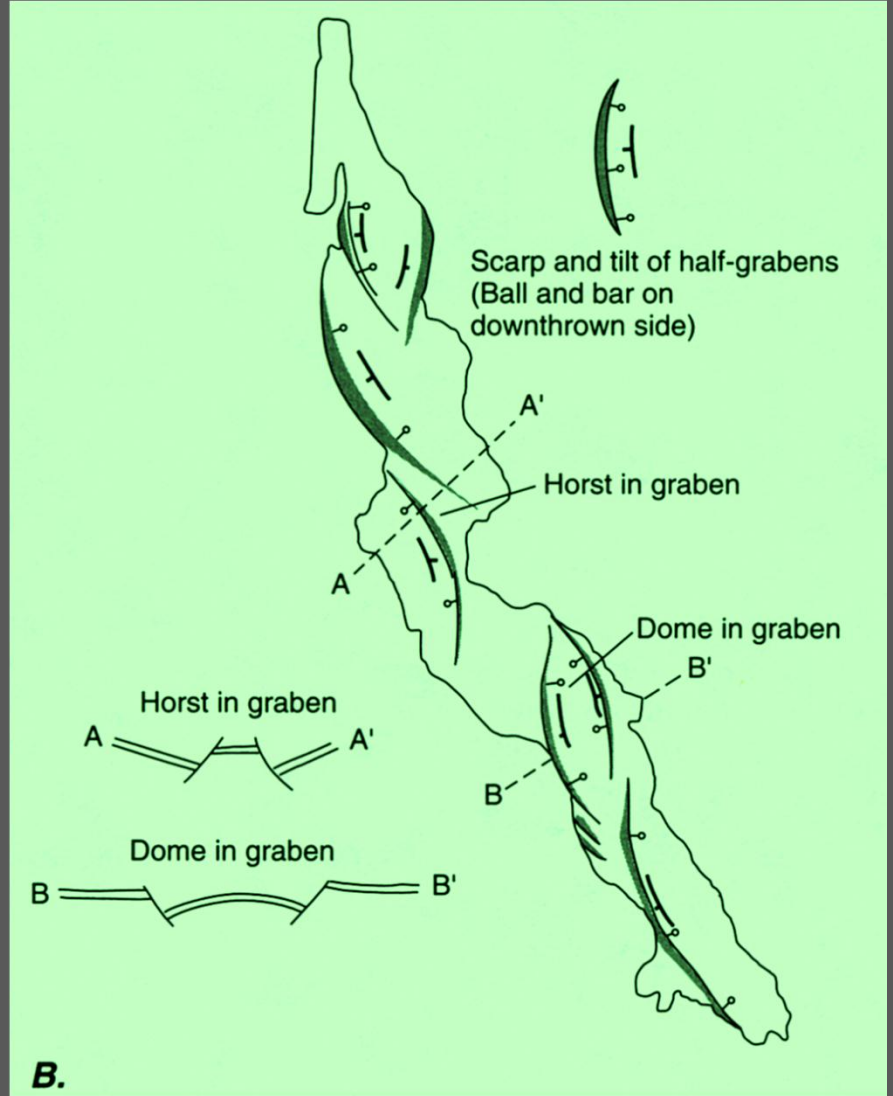 Scarp and tilt of half-grabens
(Ball and bar on
downthrown side)
A'
Horst in graben
A
Dome in graben
B'
B
Horst in graben
A A'
Dome in graben
B B'
B.